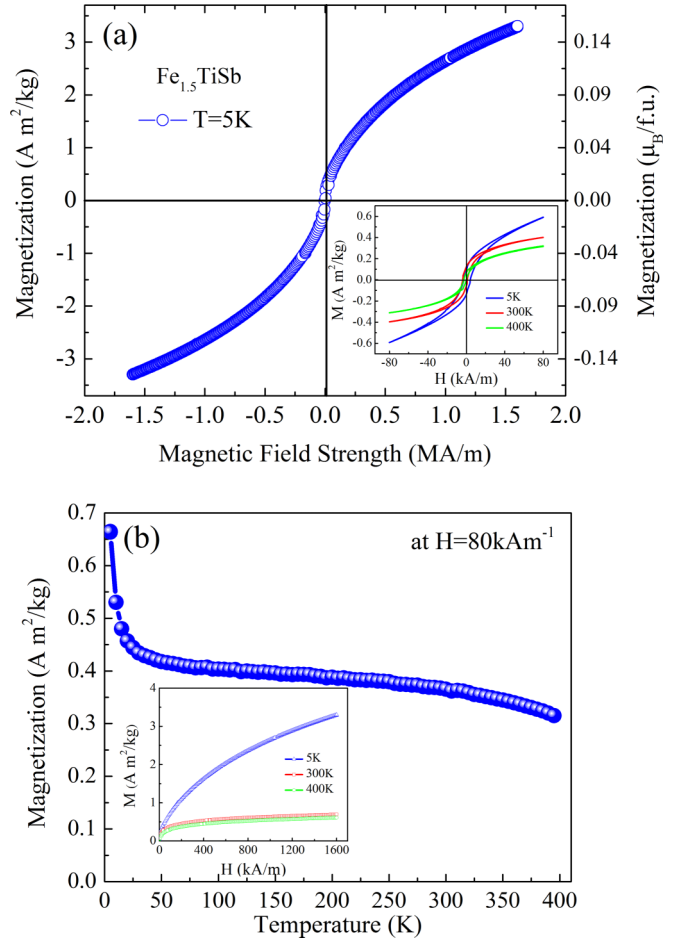 (a)
Fe1.5TiSb
T=5K
Magnetization (A m²/kg)
3
2
1
0
-1
-2
-3
Magnetization (μB/f.u.)
0.14
0.09
0.04
0.00
-0.04
-0.09
-0.14
M (A m²/kg)
0.6
0.4
0.2
0.0
-0.2
-0.4
-0.6
5K
300K
400K
-80 -40 0 40 80
H (kA/m)
-2.0 -1.5 -1.0 -0.5 0.0 0.5 1.0 1.5 2.0
Magnetic Field Strength (MA/m)
(b)
at H=80kAm⁻¹
Magnetization (A m²/kg)
0.7
0.6
0.5
0.4
0.3
0.2
0.1
0.0
M (A m²/kg)
4
3
2
1
0
5K
300K
400K
0 400 800 1200 1600
H (kA/m)
0 50 100 150 200 250 300 350 400
Temperature (K)